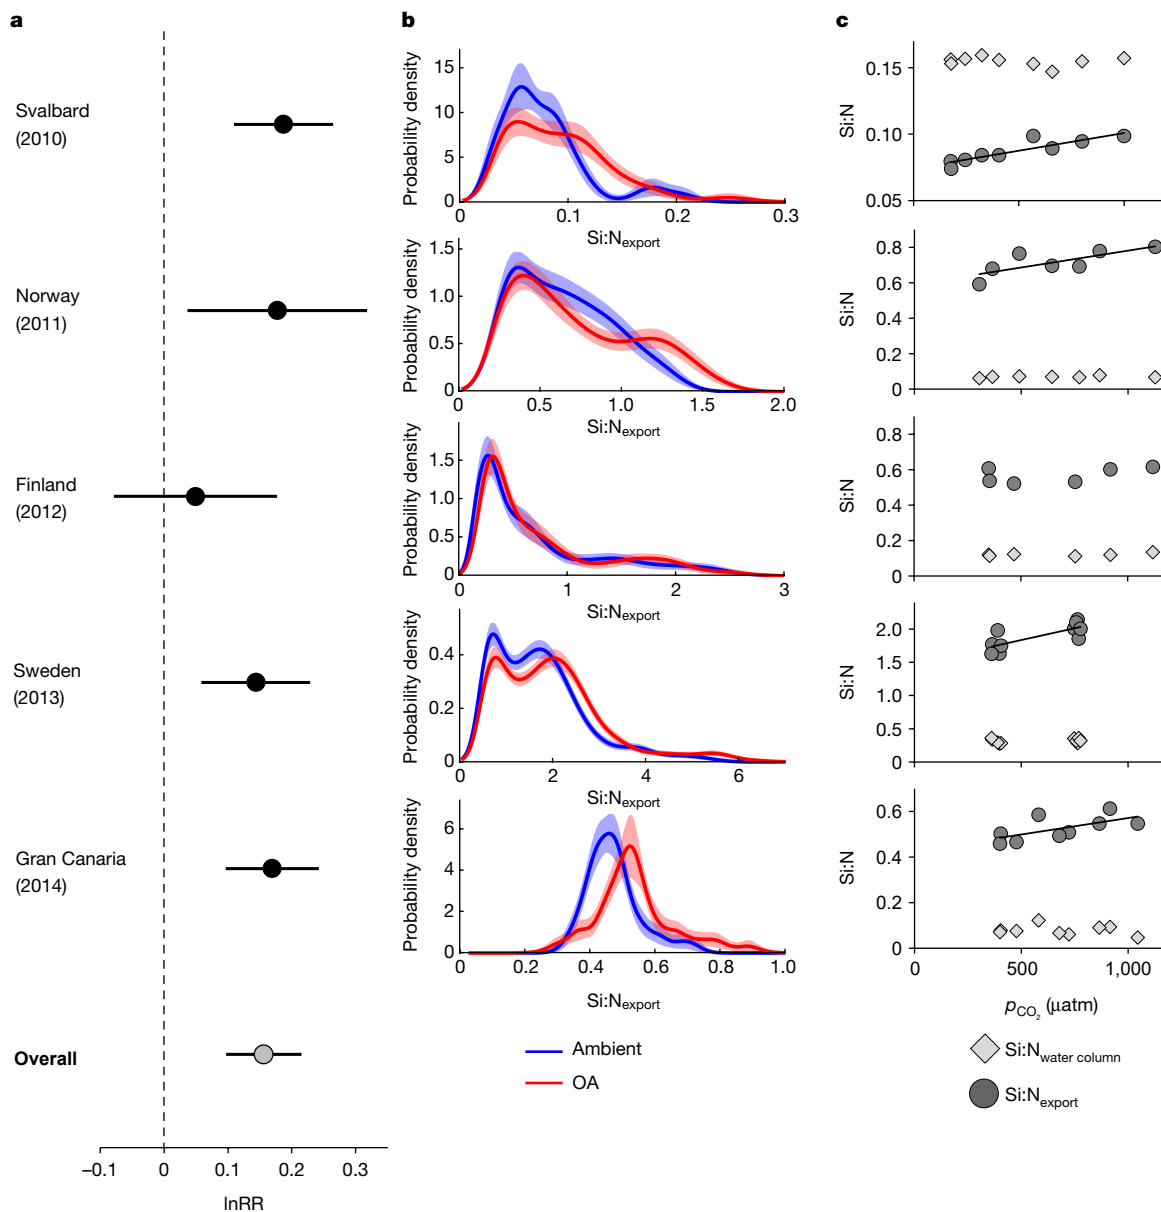 a
Svalbard
(2010)
Norway
(2011)
Finland
(2012)
Sweden
(2013)
Gran Canaria
(2014)
Overall
–0.1 0 0.1 0.2 0.3
lnRR
b
Probability density
15
10
5
0
0 0.1 0.2 0.3
Si:Nexport
Probability density
1.5
1.0
0.5
0
0 0.5 1.0 1.5 2.0
Si:Nexport
Probability density
1.5
1.0
0.5
0
0 1 2 3
Si:Nexport
Probability density
0.4
0.2
0
0 2 4 6
Si:Nexport
Probability density
6
4
2
0
0 0.2 0.4 0.6 0.8 1.0
Si:Nexport
Ambient
OA
c
Si:N
0.15
0.10
0.05
Si:N
0.8
0.6
0.4
0.2
0
Si:N
0.8
0.6
0.4
0.2
0
Si:N
2.0
1.5
1.0
0.5
0
Si:N
0.6
0.4
0.2
0
0 500 1,000
pCO2 (μatm)
Si:Nwater column
Si:Nexport